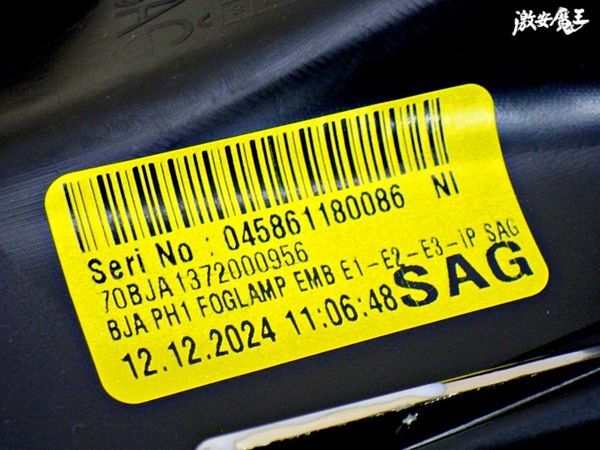 激安魔王
Seri No : 045861180086 NI
70BJA1372000956
BJA PH1 FOGLAMP EMB E1-E2-E3-iP SAG
12.12.2024 11:06:48 SAG